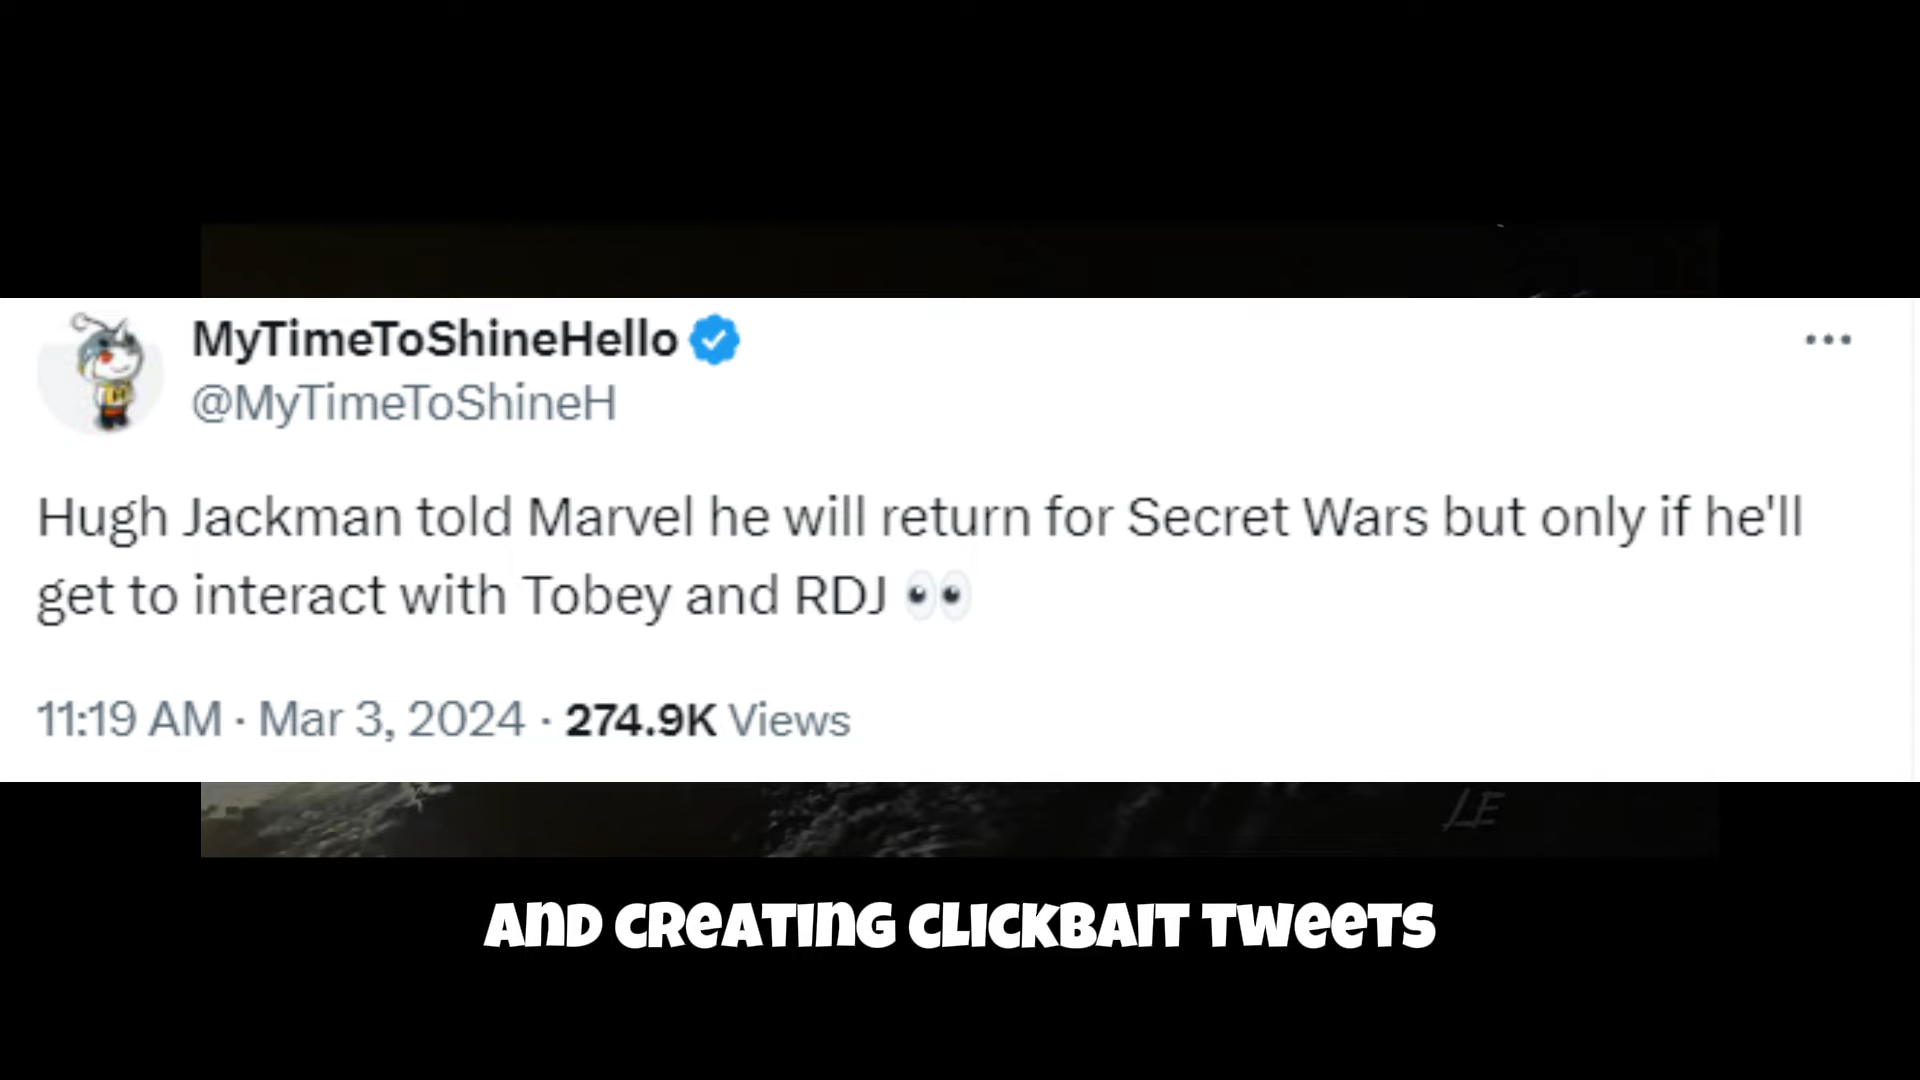 MyTimeToShineHello
@MyTimeToShineH
Hugh Jackman told Marvel he will return for Secret Wars but only if he'll
get to interact with Tobey and RDJ 👀
11:19 AM · Mar 3, 2024 · 274.9K Views
LE
AND CREATING CLICKBAIT TWEETS